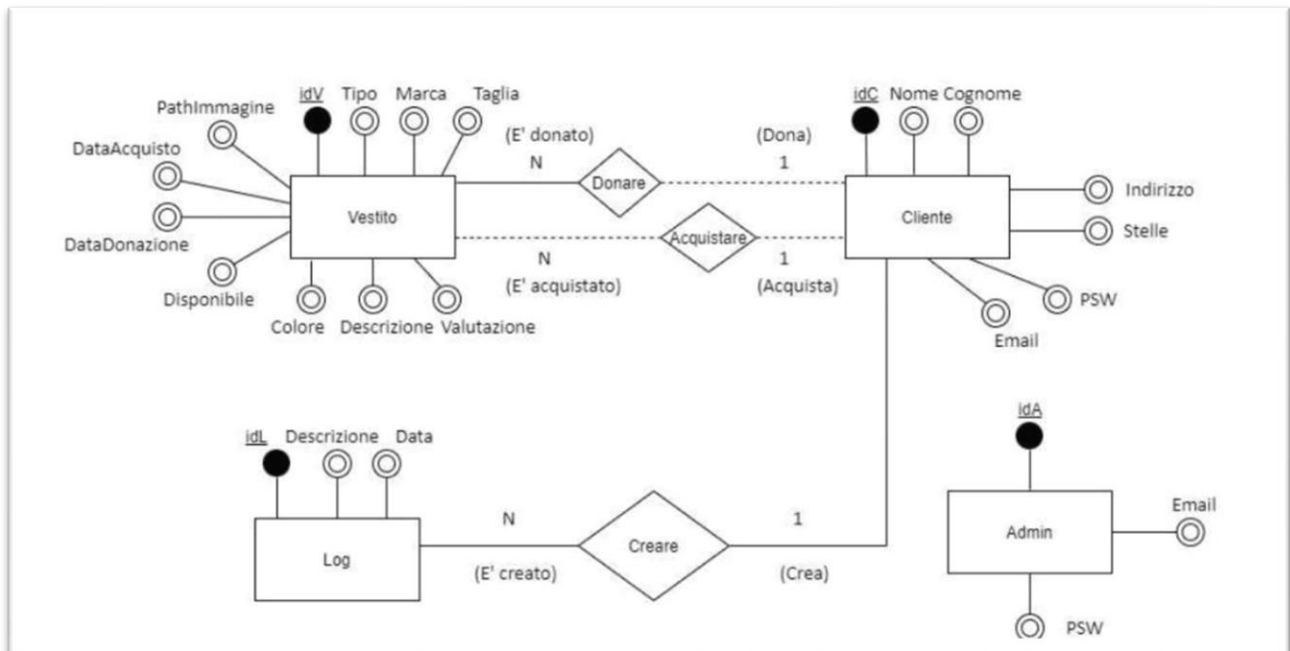 idV Tipo Marca Taglia
PathImmagine
DataAcquisto
DataDonazione
Disponibile
Vestito
Colore Descrizione Valutazione
(E' donato)
N
Donare
(Dona)
1
Acquistare
N
(E' acquistato)
1
(Acquista)
idC Nome Cognome
Cliente
Indirizzo
Stelle
PSW
Email
idL Descrizione Data
Log
N
(E' creato)
Creare
1
(Crea)
idA
Admin
Email
PSW